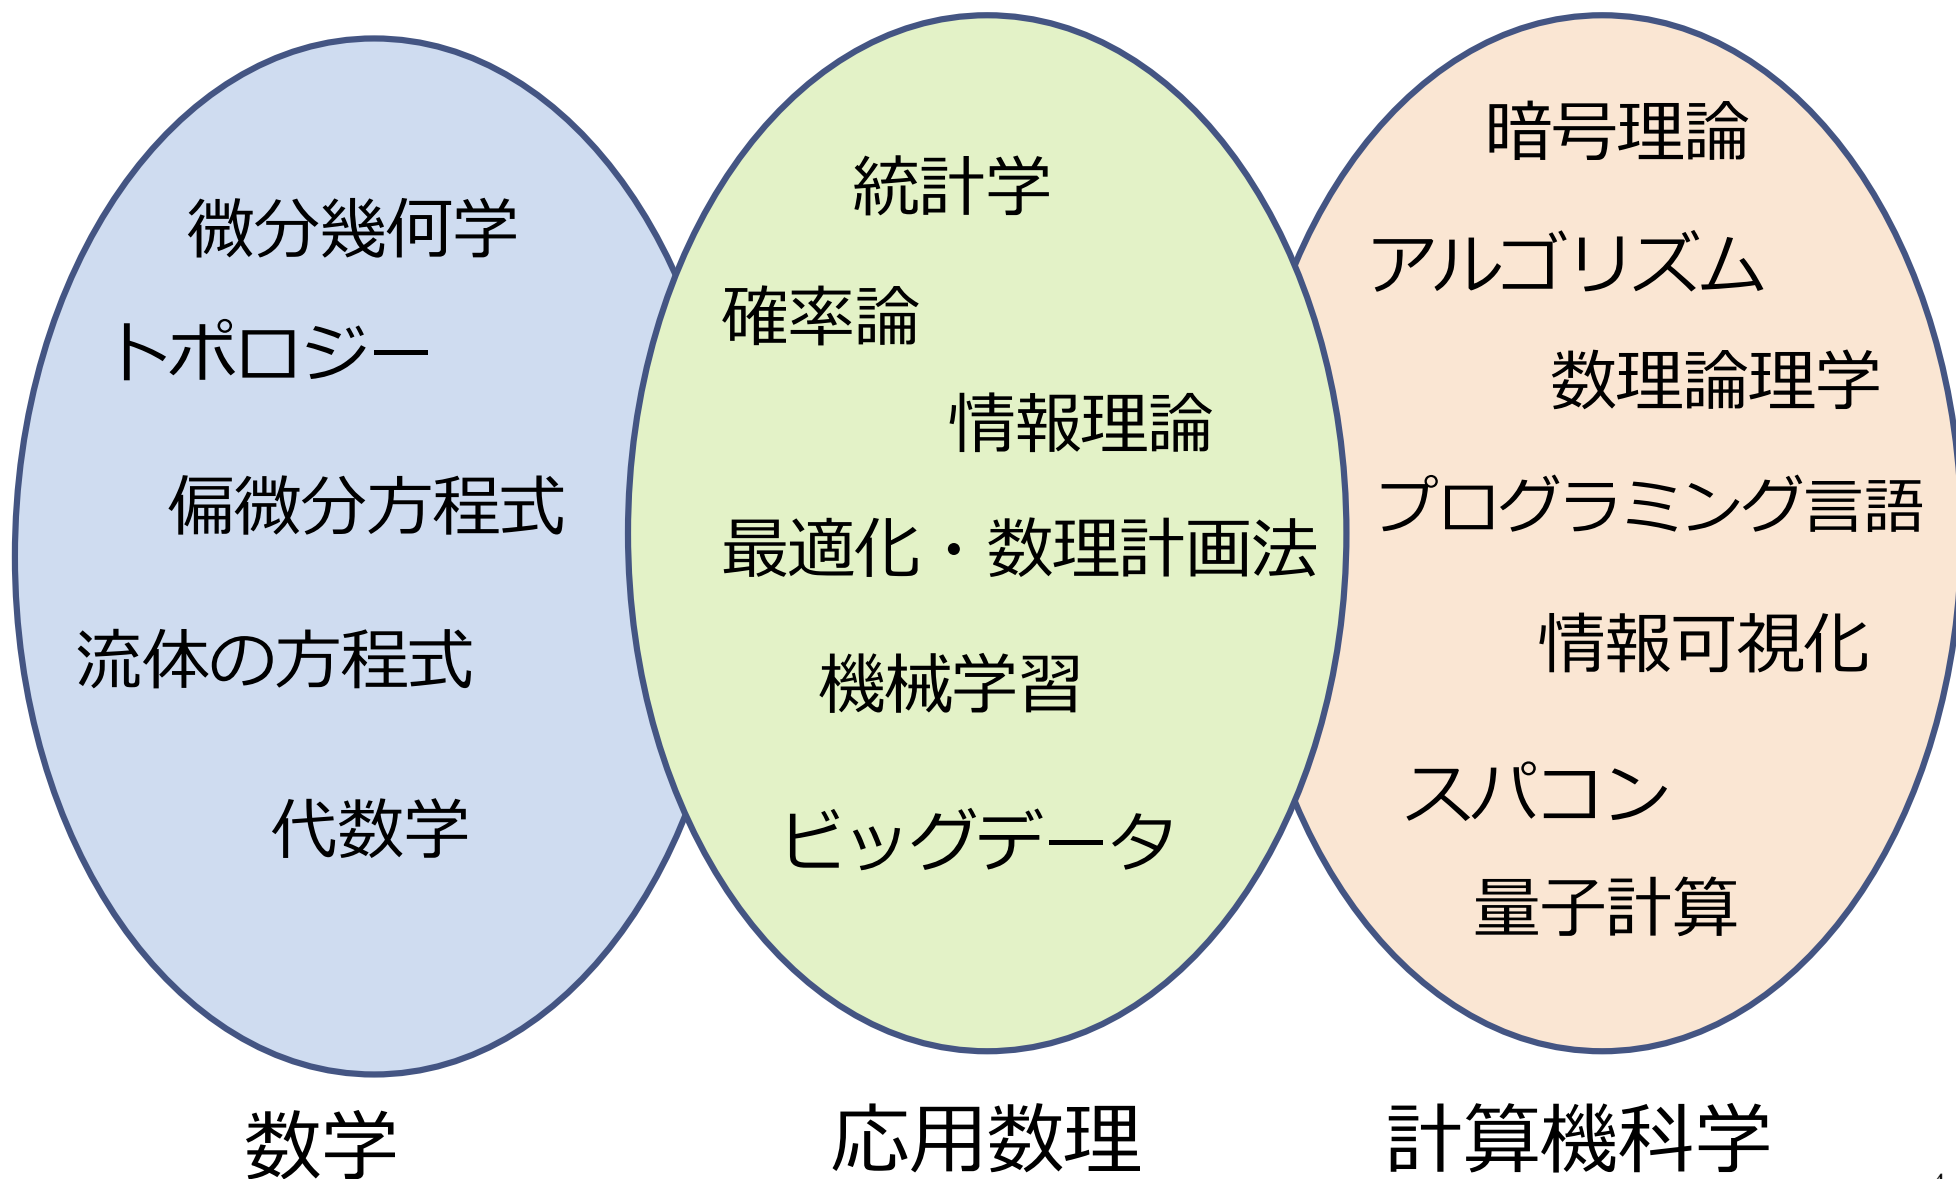 微分幾何学
トポロジー
偏微分方程式
流体の方程式
代数学
数学
統計学
確率論
情報理論
最適化・数理計画法
機械学習
ビッグデータ
応用数理
暗号理論
アルゴリズム
数理論理学
プログラミング言語
情報可視化
スパコン
量子計算
計算機科学